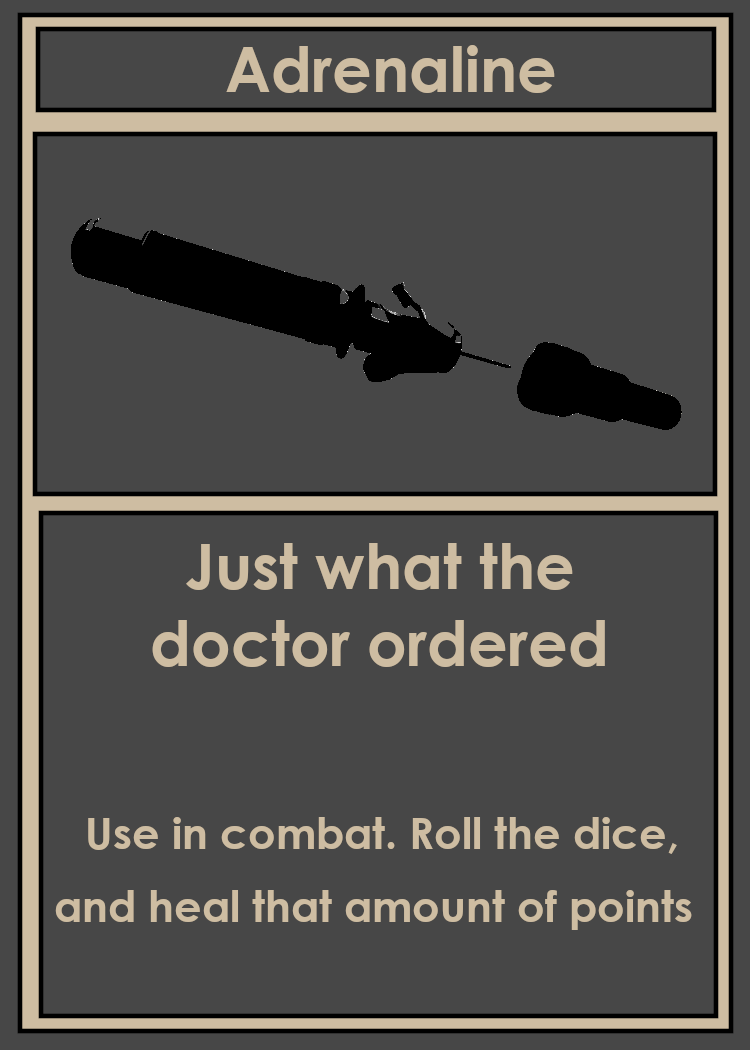 Adrenaline
Just what the
doctor ordered
Use in combat. Roll the dice,
and heal that amount of points